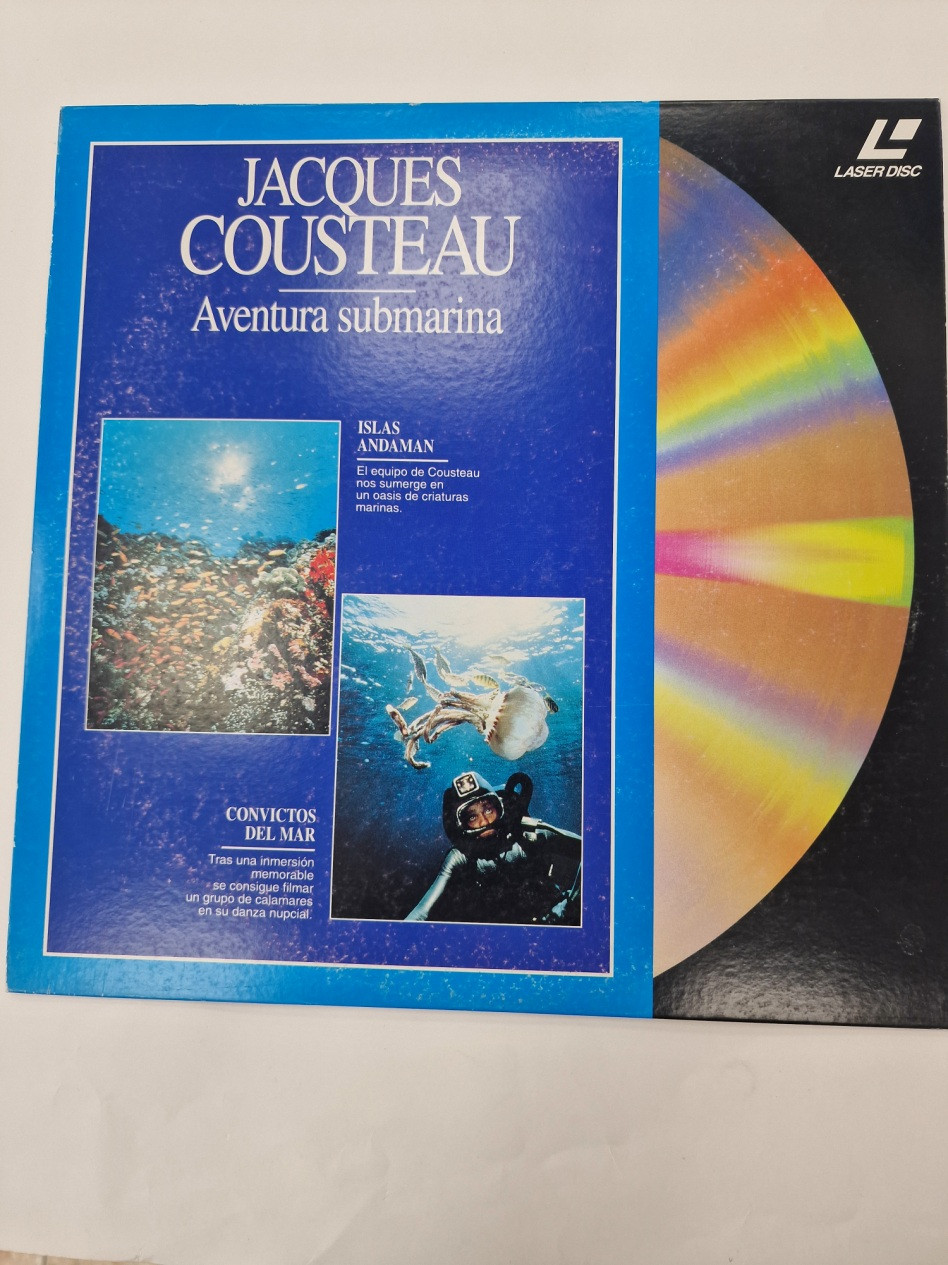 JACQUES
COUSTEAU
Aventura submarina
LASER DISC
ISLAS
ANDAMAN
El equipo de Cousteau
nos sumerge en
un oasis de criaturas
marinas.
CONVICTOS
DEL MAR
Tras una inmersión
memorable
se consigue filmar
un grupo de calamares
en su danza nupcial.